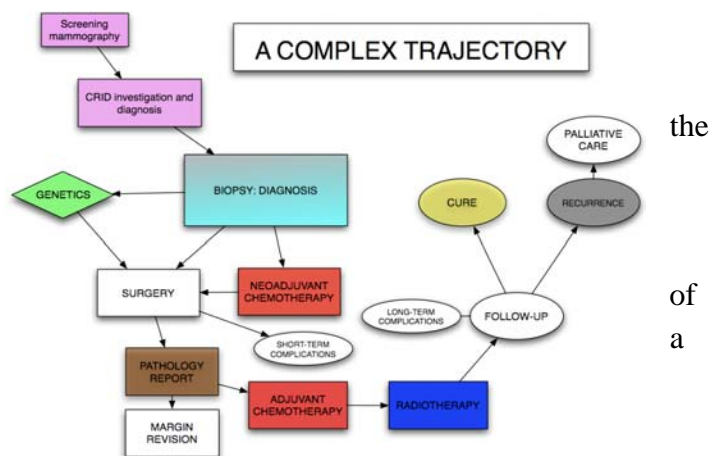 Screening
mammography
A COMPLEX TRAJECTORY
CRID investigation and
diagnosis
the
PALLIATIVE
CARE
GENETICS
BIOPSY: DIAGNOSIS
CURE
RECURRENCE
SURGERY
NEOADJUVANT
CHEMOTHERAPY
of
LONG-TERM
COMPLICATIONS
FOLLOW-UP
a
SHORT-TERM
COMPLICATIONS
PATHOLOGY
REPORT
ADJUVANT
CHEMOTHERAPY
RADIOTHERAPY
MARGIN
REVISION